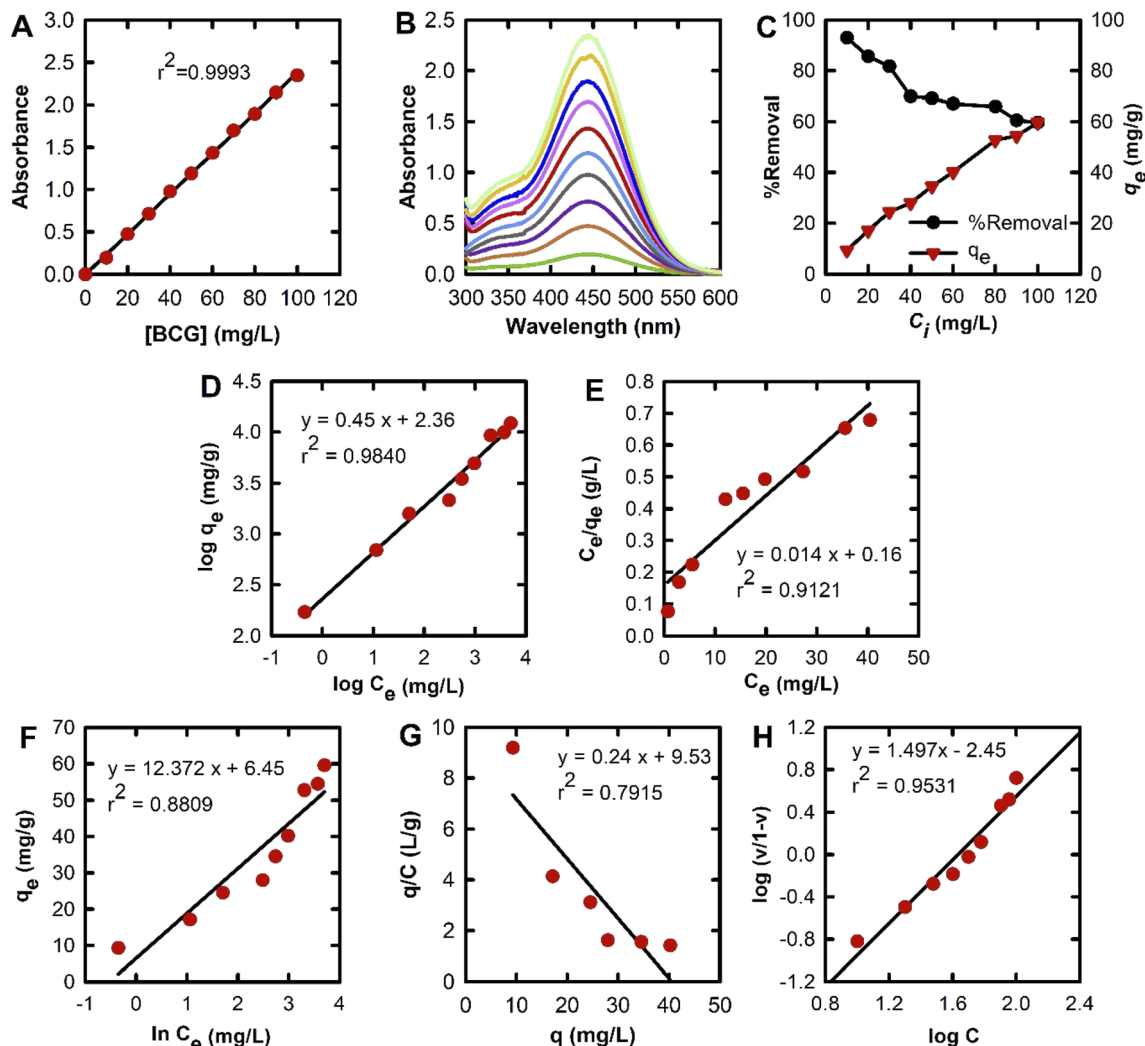 A
r²=0.9993
Absorbance
3.0
2.5
2.0
1.5
1.0
0.5
0.0
0 20 40 60 80 100 120
[BCG] (mg/L)
B
Absorbance
2.5
2.0
1.5
1.0
0.5
0.0
300 350 400 450 500 550 600
Wavelength (nm)
C
%Removal
100
80
60
40
20
0
%Removal
qe
100
80
60
40
20
0
qe (mg/g)
0 20 40 60 80 100 120
Ci (mg/L)
D
y = 0.45 x + 2.36
r² = 0.9840
log qe (mg/g)
4.5
4.0
3.5
3.0
2.5
2.0
-1 0 1 2 3 4
log Ce (mg/L)
E
Ce/qe (g/L)
0.8
0.7
0.6
0.5
0.4
0.3
0.2
0.1
0.0
y = 0.014 x + 0.16
r² = 0.9121
0 10 20 30 40 50
Ce (mg/L)
F
y = 12.372 x + 6.45
r² = 0.8809
qe (mg/g)
70
60
50
40
30
20
10
0
-1 0 1 2 3 4
ln Ce (mg/L)
G
y = 0.24 x + 9.53
r² = 0.7915
q/C (L/g)
10
8
6
4
2
0
0 10 20 30 40 50
q (mg/L)
H
y = 1.497x - 2.45
r² = 0.9531
log (v/1-v)
1.2
0.8
0.4
0.0
-0.4
-0.8
-1.2
0.8 1.2 1.6 2.0 2.4
log C